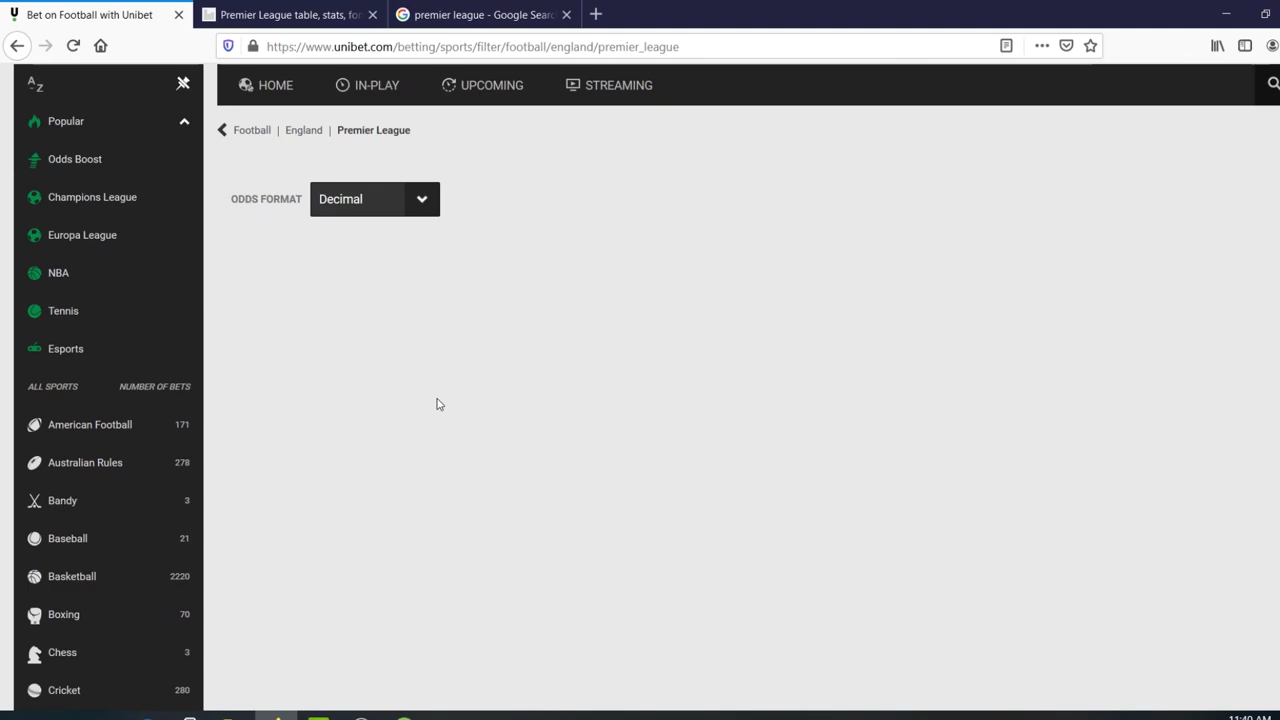 Bet on Football with Unibet
Premier League table, stats, for
premier league - Google Searc
https://www.unibet.com/betting/sports/filter/football/england/premier_league
A Z
HOME IN-PLAY UPCOMING STREAMING
Popular
Football | England | Premier League
Odds Boost
Champions League
ODDS FORMAT Decimal
Europa League
NBA
Tennis
Esports
ALL SPORTS NUMBER OF BETS
American Football 171
Australian Rules 278
Bandy 3
Baseball 21
Basketball 2220
Boxing 70
Chess 3
Cricket 280
11:40 AM